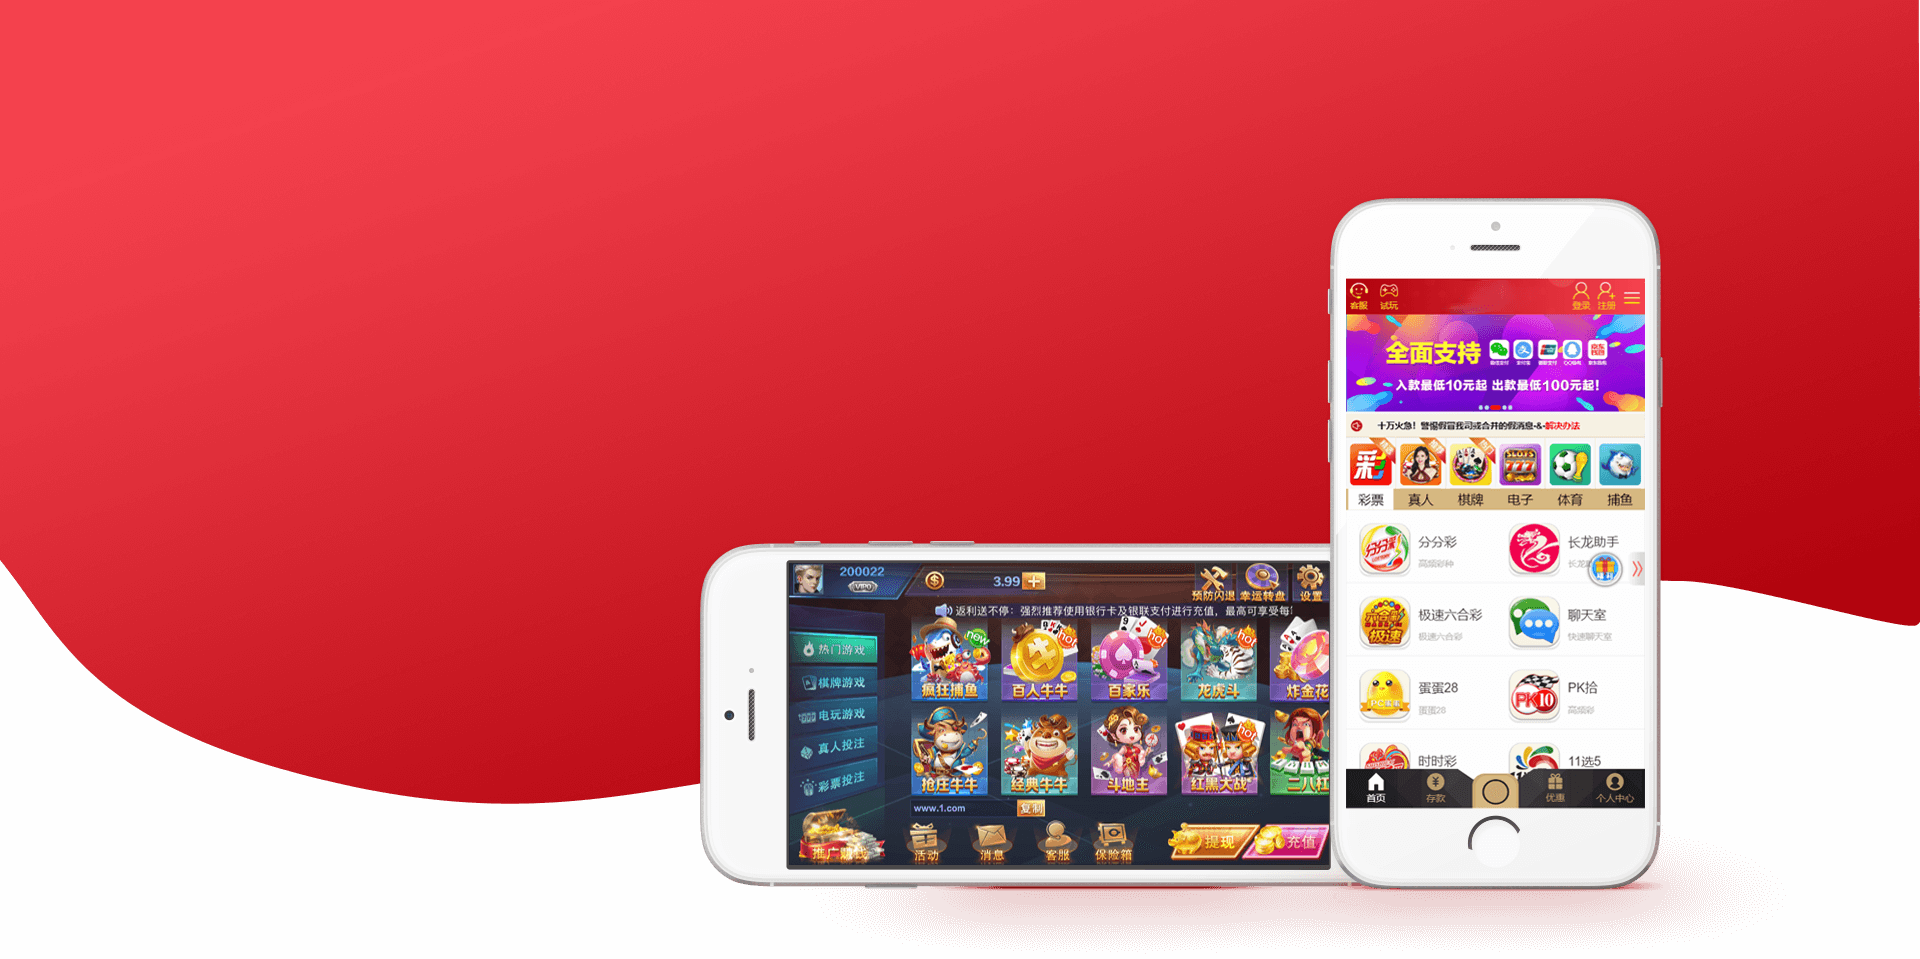 客服
试玩
登录
注册
全面支持
入款最低10元起 出款最低100元起!
十万火急! 警惕假冒我司或合并的假消息-&-解决办法
彩
SLOTS
777
彩票
真人
棋牌
电子
体育
捕鱼
分分彩
高频彩种
长龙助手
极速六合彩
极速六合彩
聊天室
快速聊天室
蛋蛋28
蛋蛋28
PK拾
高频彩
PK10
时时彩
11选5
首页
存款
优惠
个人中心
200022
VIP0
3.99
预防闪退
幸运转盘
设置
返利送不停: 强烈推荐使用银行卡及银联支付进行充值, 最高可享受每
热门游戏
棋牌游戏
电玩游戏
真人投注
彩票投注
new
hot
hot
hot
疯狂捕鱼
百人牛牛
百家乐
龙虎斗
炸金花
hot
抢庄牛牛
经典牛牛
斗地主
红黑大战
二八杠
www.1.com
复制
推广赚钱
活动
消息
客服
保险箱
提现
充值